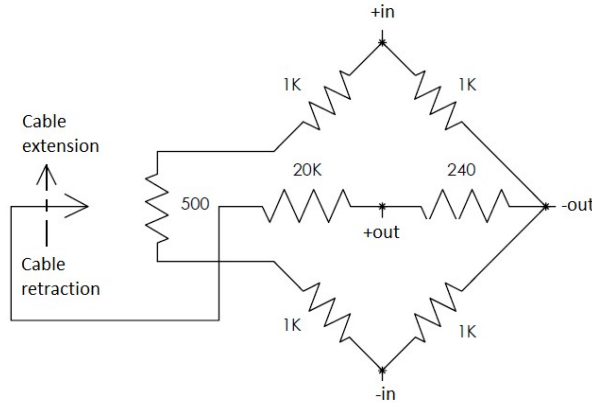 +in
1K
1K
Cable
extension
20K
240
500
-out
+out
Cable
retraction
1K
1K
-in